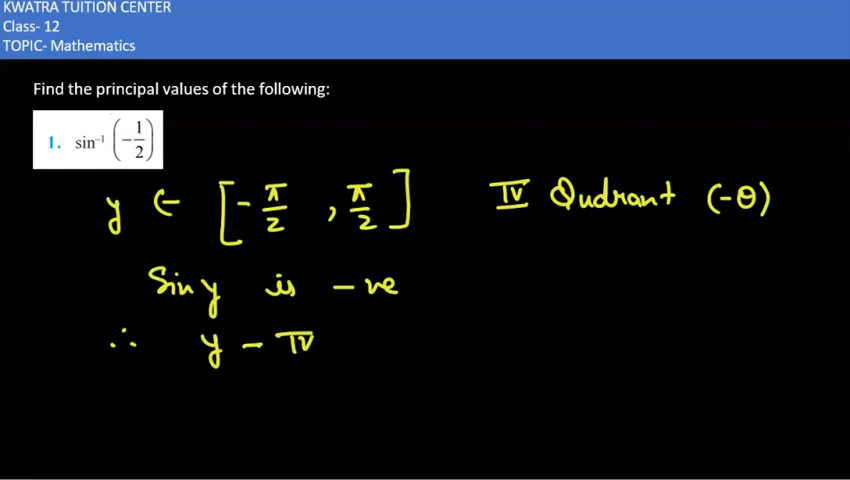 KWATRA TUITION CENTER
Class- 12
TOPIC- Mathematics
Find the principal values of the following:
1. sin⁻¹ (-1/2)
y ∈ [-π/2 , π/2] IV Qudrant (-θ)
Sin y is -ve
∴ y - IV